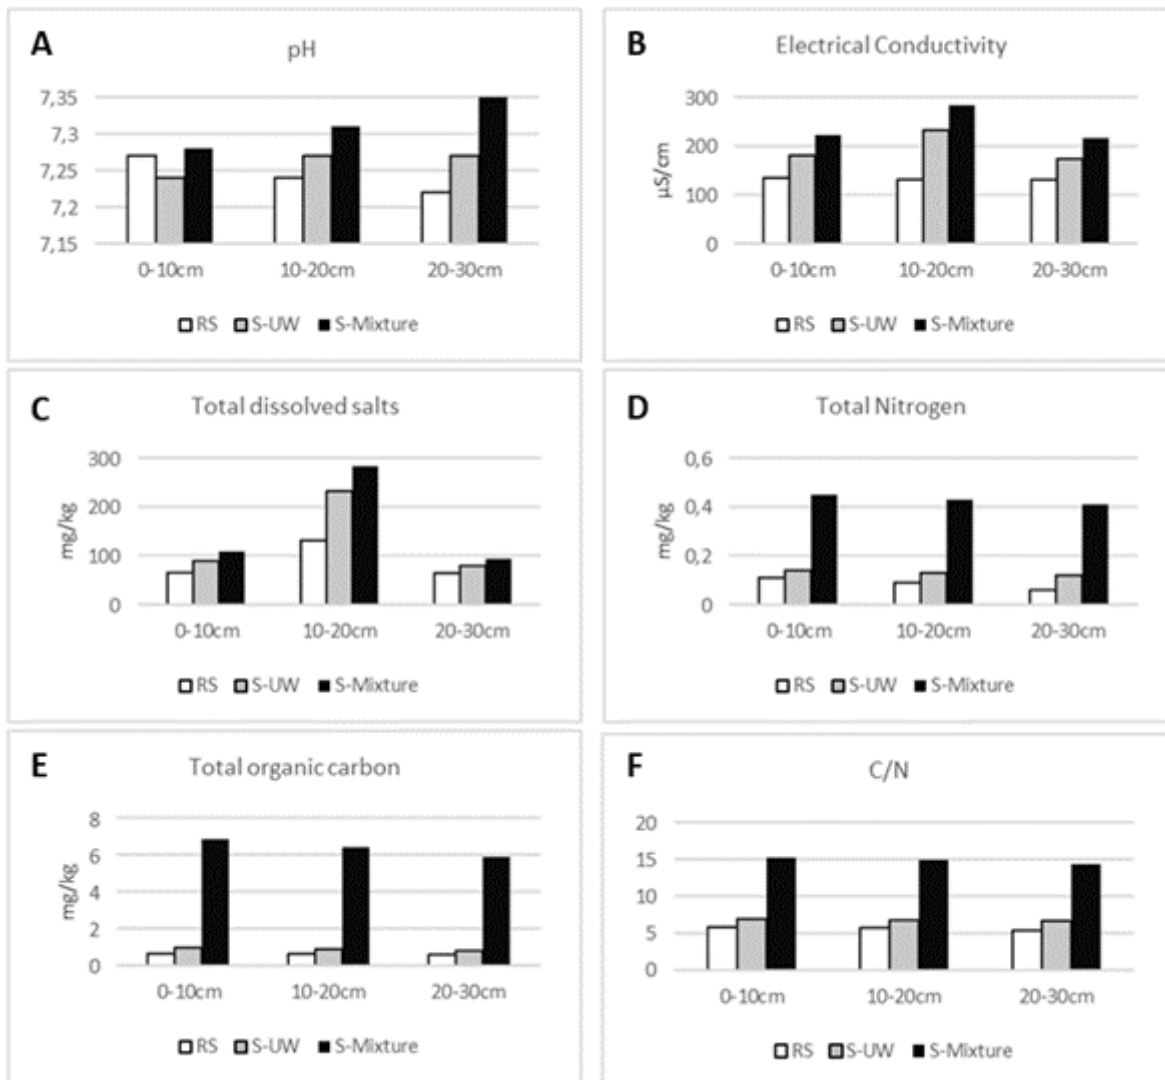 A
pH
7,35
7,3
7,25
7,2
7,15
0-10cm 10-20cm 20-30cm
RS S-UW S-Mixture
B
Electrical Conductivity
µS/cm
300
200
100
0
0-10cm 10-20cm 20-30cm
RS S-UW S-Mixture
C
Total dissolved salts
mg/kg
300
200
100
0
0-10cm 10-20cm 20-30cm
RS S-UW S-Mixture
D
Total Nitrogen
mg/kg
0,6
0,4
0,2
0
0-10cm 10-20cm 20-30cm
RS S-UW S-Mixture
E
Total organic carbon
mg/kg
8
6
4
2
0
0-10cm 10-20cm 20-30cm
RS S-UW S-Mixture
F
C/N
20
15
10
5
0
0-10cm 10-20cm 20-30cm
RS S-UW S-Mixture